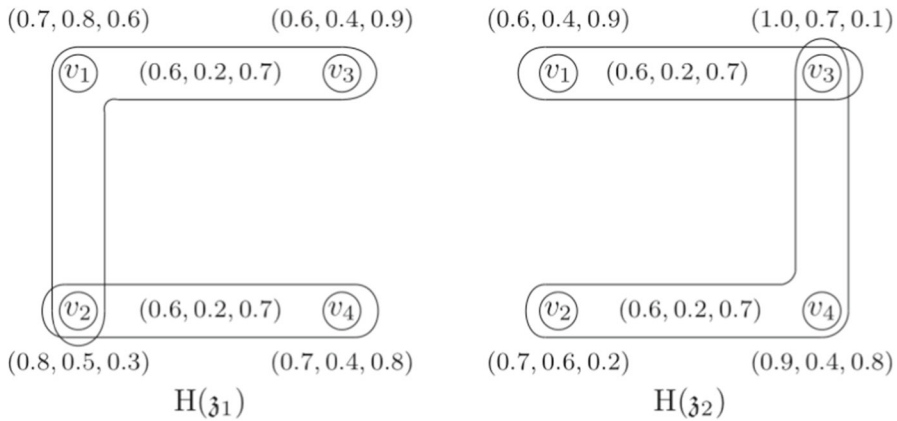 (0.7, 0.8, 0.6) (0.6, 0.4, 0.9) (0.6, 0.4, 0.9) (1.0, 0.7, 0.1)
v₁ (0.6, 0.2, 0.7) v₃ v₁ (0.6, 0.2, 0.7) v₃
v₂ (0.6, 0.2, 0.7) v₄ v₂ (0.6, 0.2, 0.7) v₄
(0.8, 0.5, 0.3) (0.7, 0.4, 0.8) (0.7, 0.6, 0.2) (0.9, 0.4, 0.8)
H(𝔷₁) H(𝔷₂)